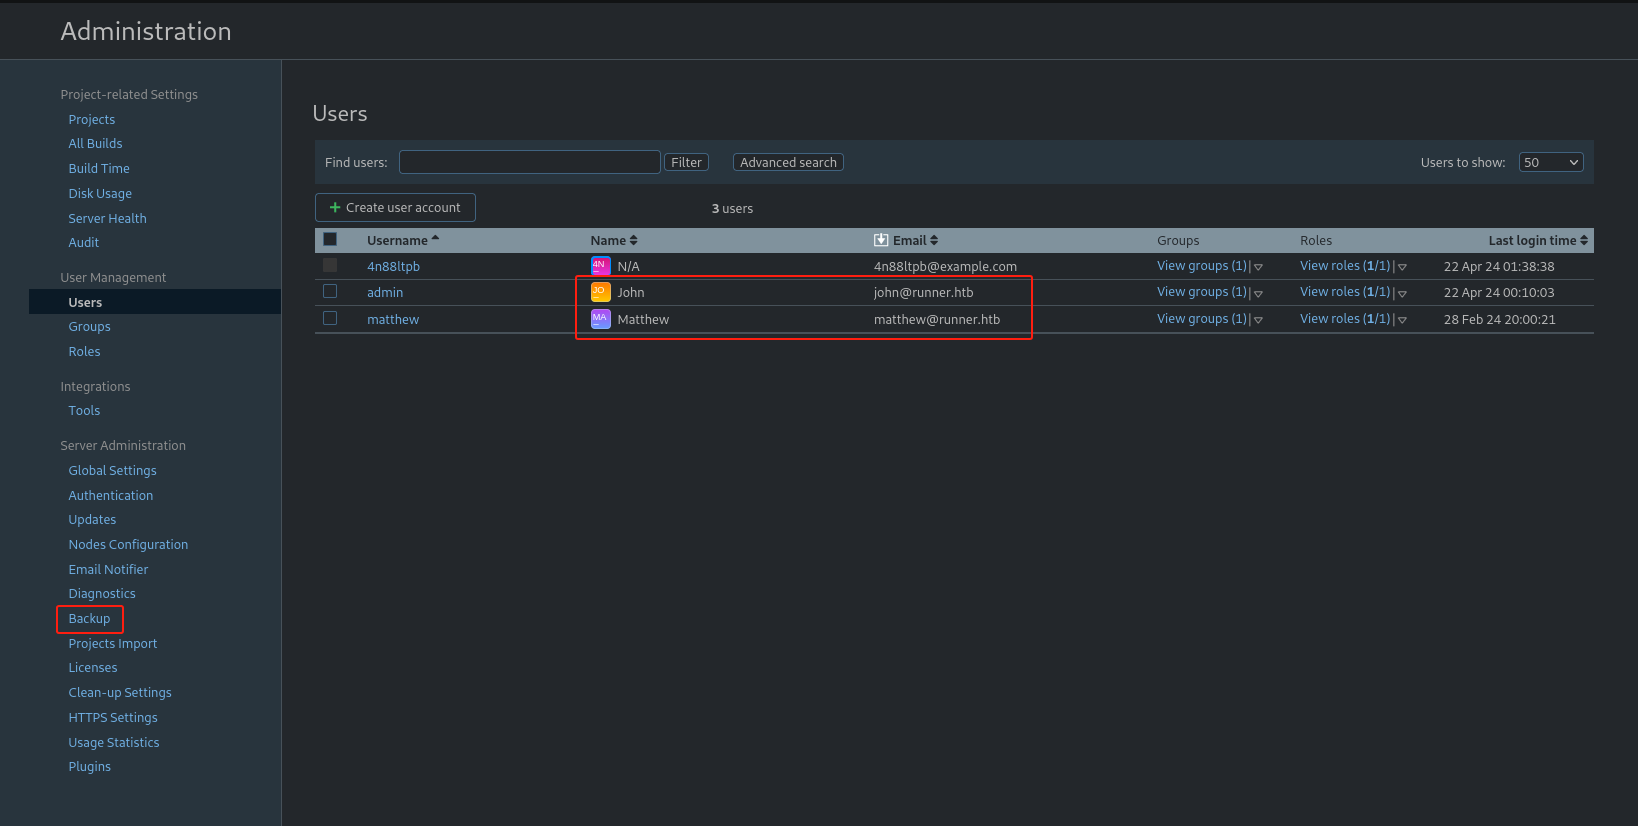 Administration
Project-related Settings
Projects
All Builds
Build Time
Disk Usage
Server Health
Audit
User Management
Users
Groups
Roles
Integrations
Tools
Server Administration
Global Settings
Authentication
Updates
Nodes Configuration
Email Notifier
Diagnostics
Backup
Projects Import
Licenses
Clean-up Settings
HTTPS Settings
Usage Statistics
Plugins
Users
Find users: Filter Advanced search Users to show: 50
+ Create user account 3 users
Username Name Email Groups Roles Last login time
4n88ltpb 4N N/A 4n88ltpb@example.com View groups (1) View roles (1/1) 22 Apr 24 01:38:38
admin JO John john@runner.htb View groups (1) View roles (1/1) 22 Apr 24 00:10:03
matthew MA Matthew matthew@runner.htb View groups (1) View roles (1/1) 28 Feb 24 20:00:21